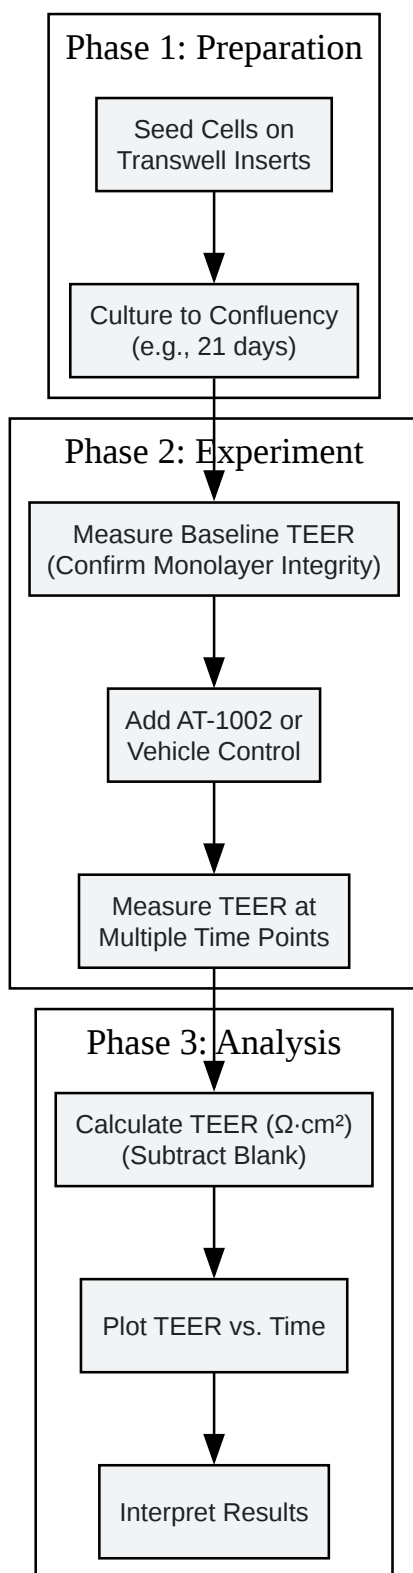 Phase 1: Preparation
Seed Cells on
Transwell Inserts
Culture to Confluency
(e.g., 21 days)
Phase 2: Experiment
Measure Baseline TEER
(Confirm Monolayer Integrity)
Add AT-1002 or
Vehicle Control
Measure TEER at
Multiple Time Points
Phase 3: Analysis
Calculate TEER (Ω·cm²)
(Subtract Blank)
Plot TEER vs. Time
Interpret Results